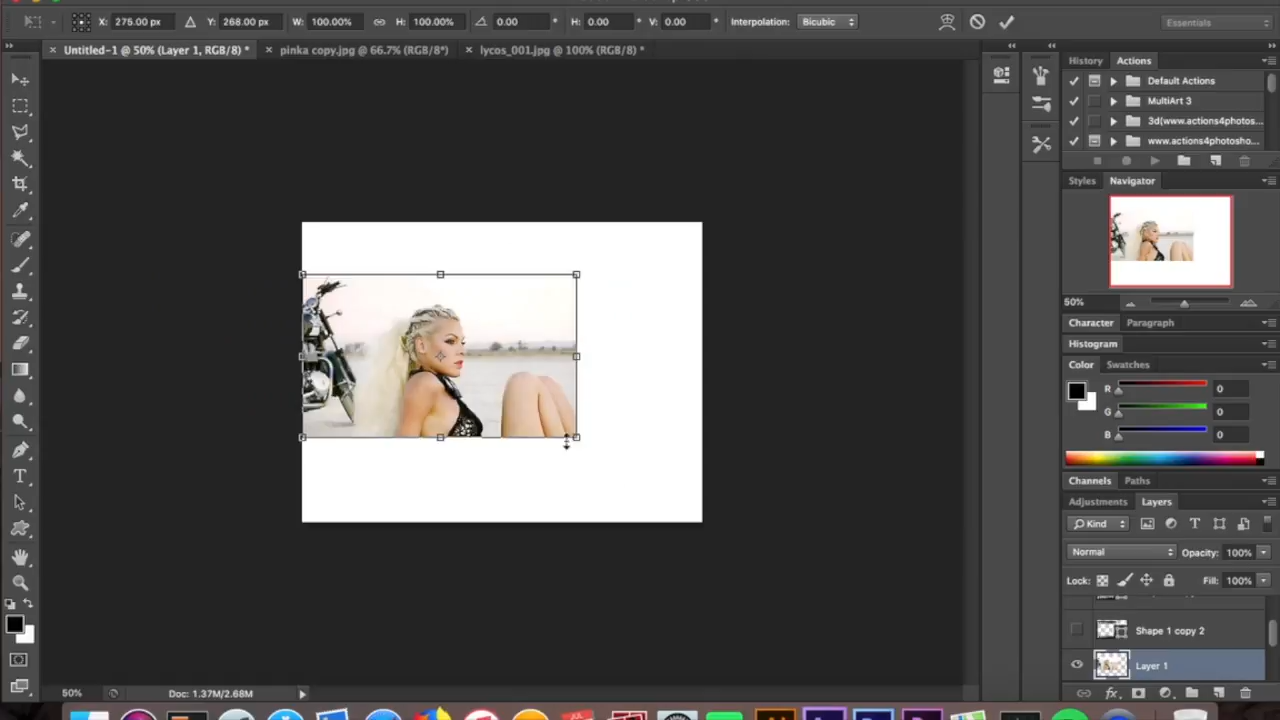 X: 275.00 px Y: 268.00 px W: 100.00% H: 100.00% 0.00 ° H: 0.00 ° V: 0.00 ° Interpolation: Bicubic Essentials
× Untitled-1 @ 50% (Layer 1, RGB/8) * × pinka copy.jpg @ 66.7% (RGB/8*) × lycos_001.jpg @ 100% (RGB/8) *
History Actions
Default Actions
MultiArt 3
3d(www.actions4photos...
www.actions4photosho...
Styles Navigator
50%
Character Paragraph
Histogram
Color Swatches
R 0
G 0
B 0
Channels Paths
Adjustments Layers
Kind
Normal Opacity: 100%
Lock: Fill: 100%
Shape 1 copy 2
Layer 1
50% Doc: 1.37M/2.68M